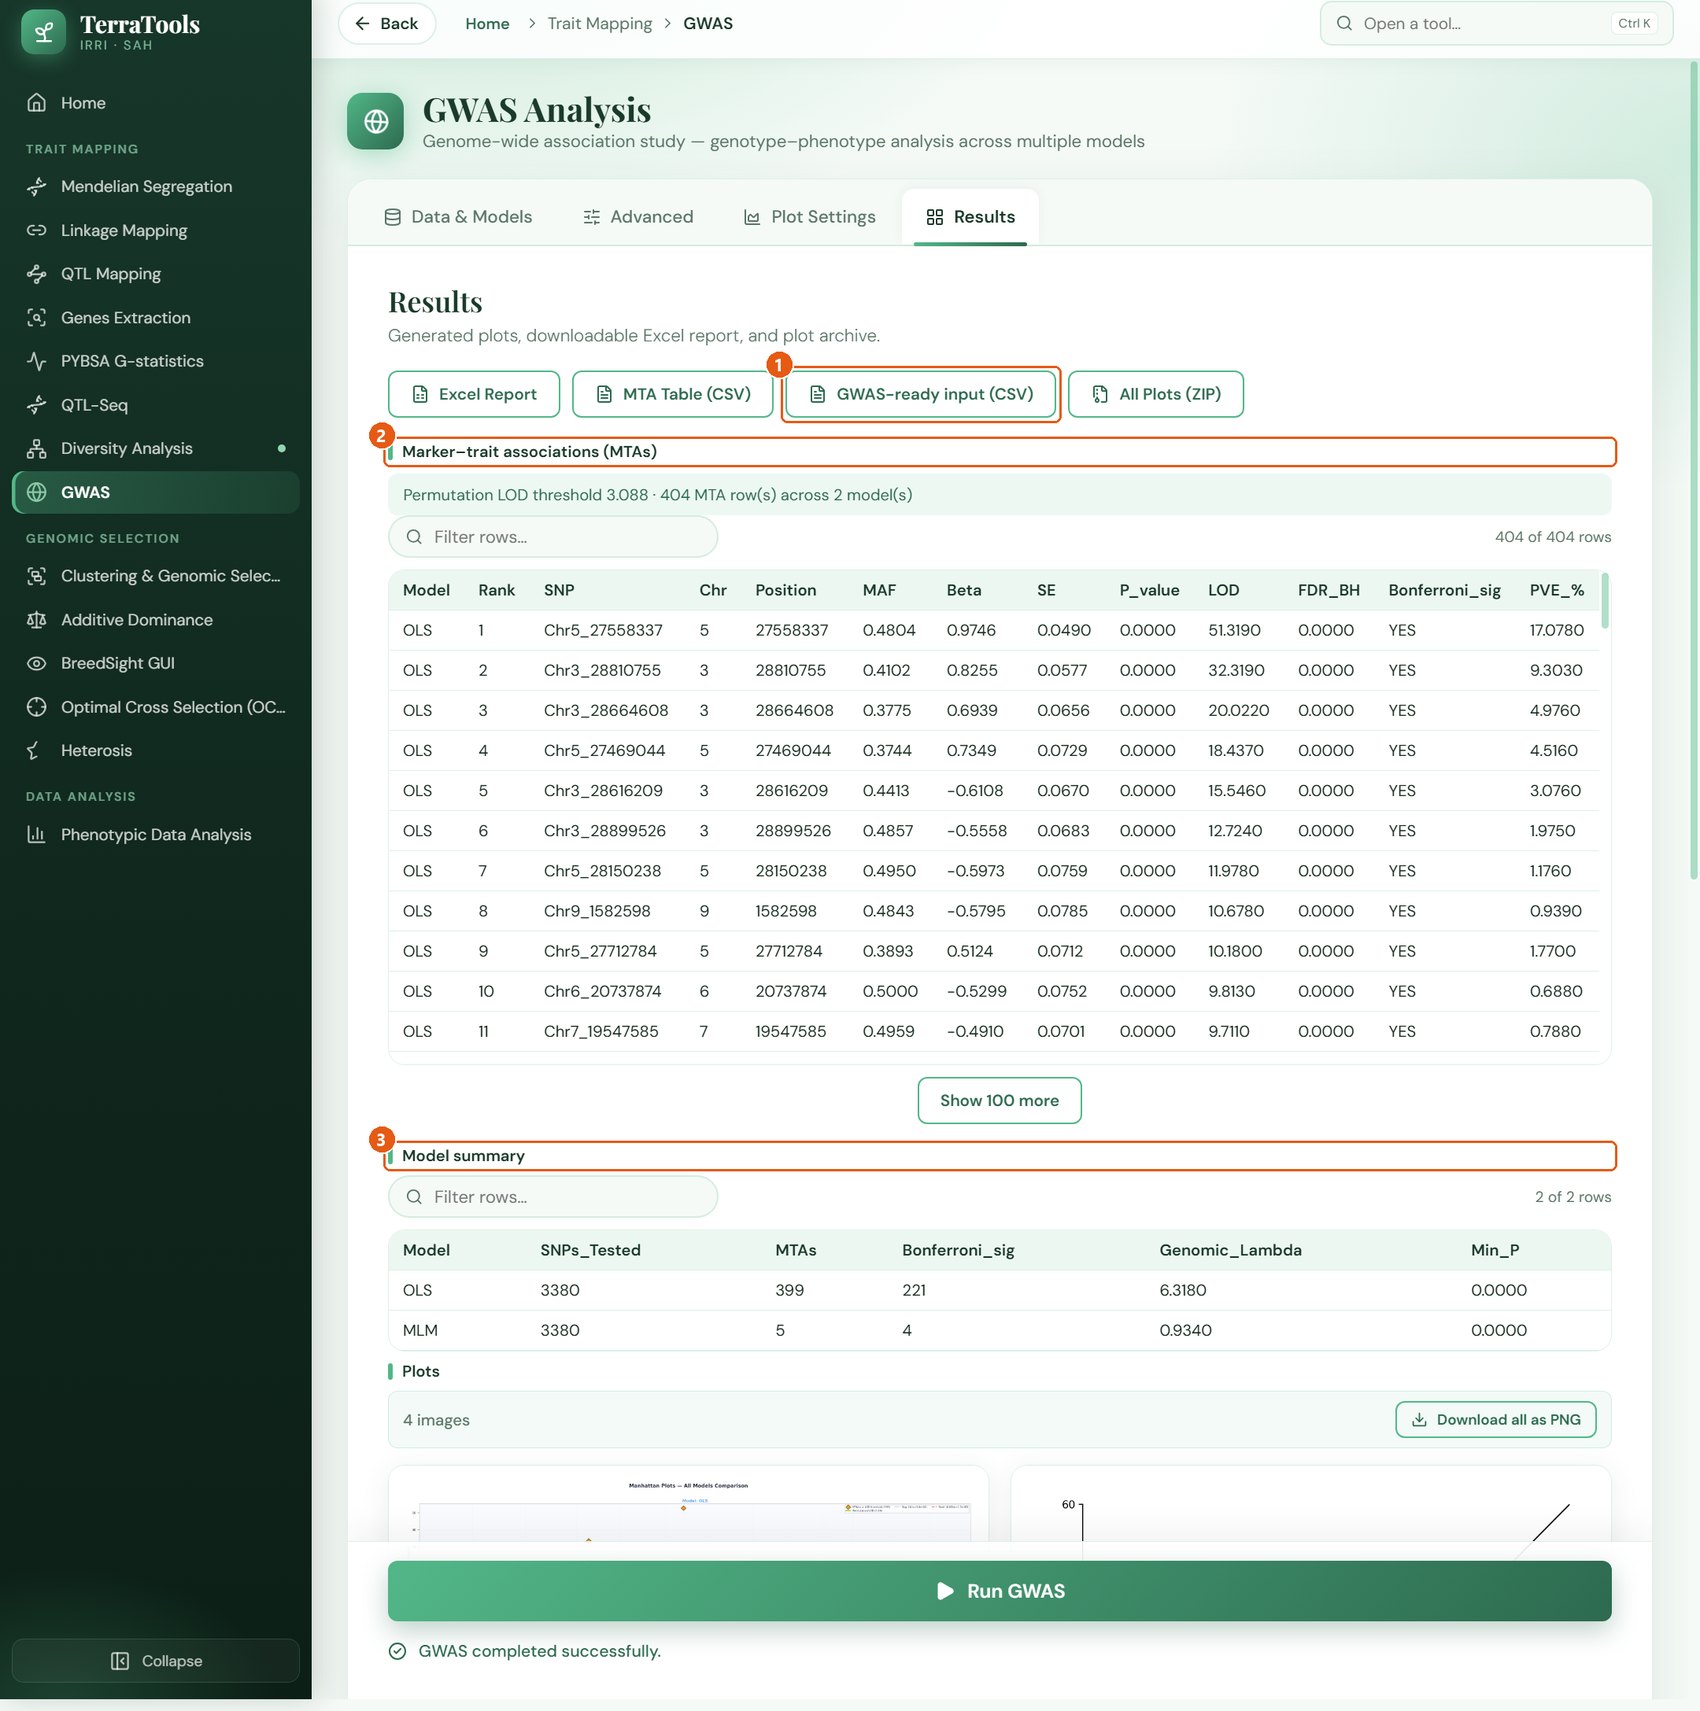 TerraTools
IRRI · SAH
Home
TRAIT MAPPING
Mendelian Segregation
Linkage Mapping
QTL Mapping
Genes Extraction
PYBSA G-statistics
QTL-Seq
Diversity Analysis
GWAS
GENOMIC SELECTION
Clustering & Genomic Selec...
Additive Dominance
BreedSight GUI
Optimal Cross Selection (OC...
Heterosis
DATA ANALYSIS
Phenotypic Data Analysis
Collapse
Back Home > Trait Mapping > GWAS Open a tool... Ctrl K
GWAS Analysis
Genome-wide association study — genotype–phenotype analysis across multiple models
Data & Models Advanced Plot Settings Results
Results
Generated plots, downloadable Excel report, and plot archive.
1
Excel Report MTA Table (CSV) GWAS-ready input (CSV) All Plots (ZIP)
2
Marker–trait associations (MTAs)
Permutation LOD threshold 3.088 · 404 MTA row(s) across 2 model(s)
Filter rows... 404 of 404 rows
Model Rank SNP Chr Position MAF Beta SE P_value LOD FDR_BH Bonferroni_sig PVE_%
OLS 1 Chr5_27558337 5 27558337 0.4804 0.9746 0.0490 0.0000 51.3190 0.0000 YES 17.0780
OLS 2 Chr3_28810755 3 28810755 0.4102 0.8255 0.0577 0.0000 32.3190 0.0000 YES 9.3030
OLS 3 Chr3_28664608 3 28664608 0.3775 0.6939 0.0656 0.0000 20.0220 0.0000 YES 4.9760
OLS 4 Chr5_27469044 5 27469044 0.3744 0.7349 0.0729 0.0000 18.4370 0.0000 YES 4.5160
OLS 5 Chr3_28616209 3 28616209 0.4413 -0.6108 0.0670 0.0000 15.5460 0.0000 YES 3.0760
OLS 6 Chr3_28899526 3 28899526 0.4857 -0.5558 0.0683 0.0000 12.7240 0.0000 YES 1.9750
OLS 7 Chr5_28150238 5 28150238 0.4950 -0.5973 0.0759 0.0000 11.9780 0.0000 YES 1.1760
OLS 8 Chr9_1582598 9 1582598 0.4843 -0.5795 0.0785 0.0000 10.6780 0.0000 YES 0.9390
OLS 9 Chr5_27712784 5 27712784 0.3893 0.5124 0.0712 0.0000 10.1800 0.0000 YES 1.7700
OLS 10 Chr6_20737874 6 20737874 0.5000 -0.5299 0.0752 0.0000 9.8130 0.0000 YES 0.6880
OLS 11 Chr7_19547585 7 19547585 0.4959 -0.4910 0.0701 0.0000 9.7110 0.0000 YES 0.7880
Show 100 more
3
Model summary
Filter rows... 2 of 2 rows
Model SNPs_Tested MTAs Bonferroni_sig Genomic_Lambda Min_P
OLS 3380 399 221 6.3180 0.0000
MLM 3380 5 4 0.9340 0.0000
Plots
4 images Download all as PNG
Manhattan Plots — All Models Comparison
60
Run GWAS
GWAS completed successfully.